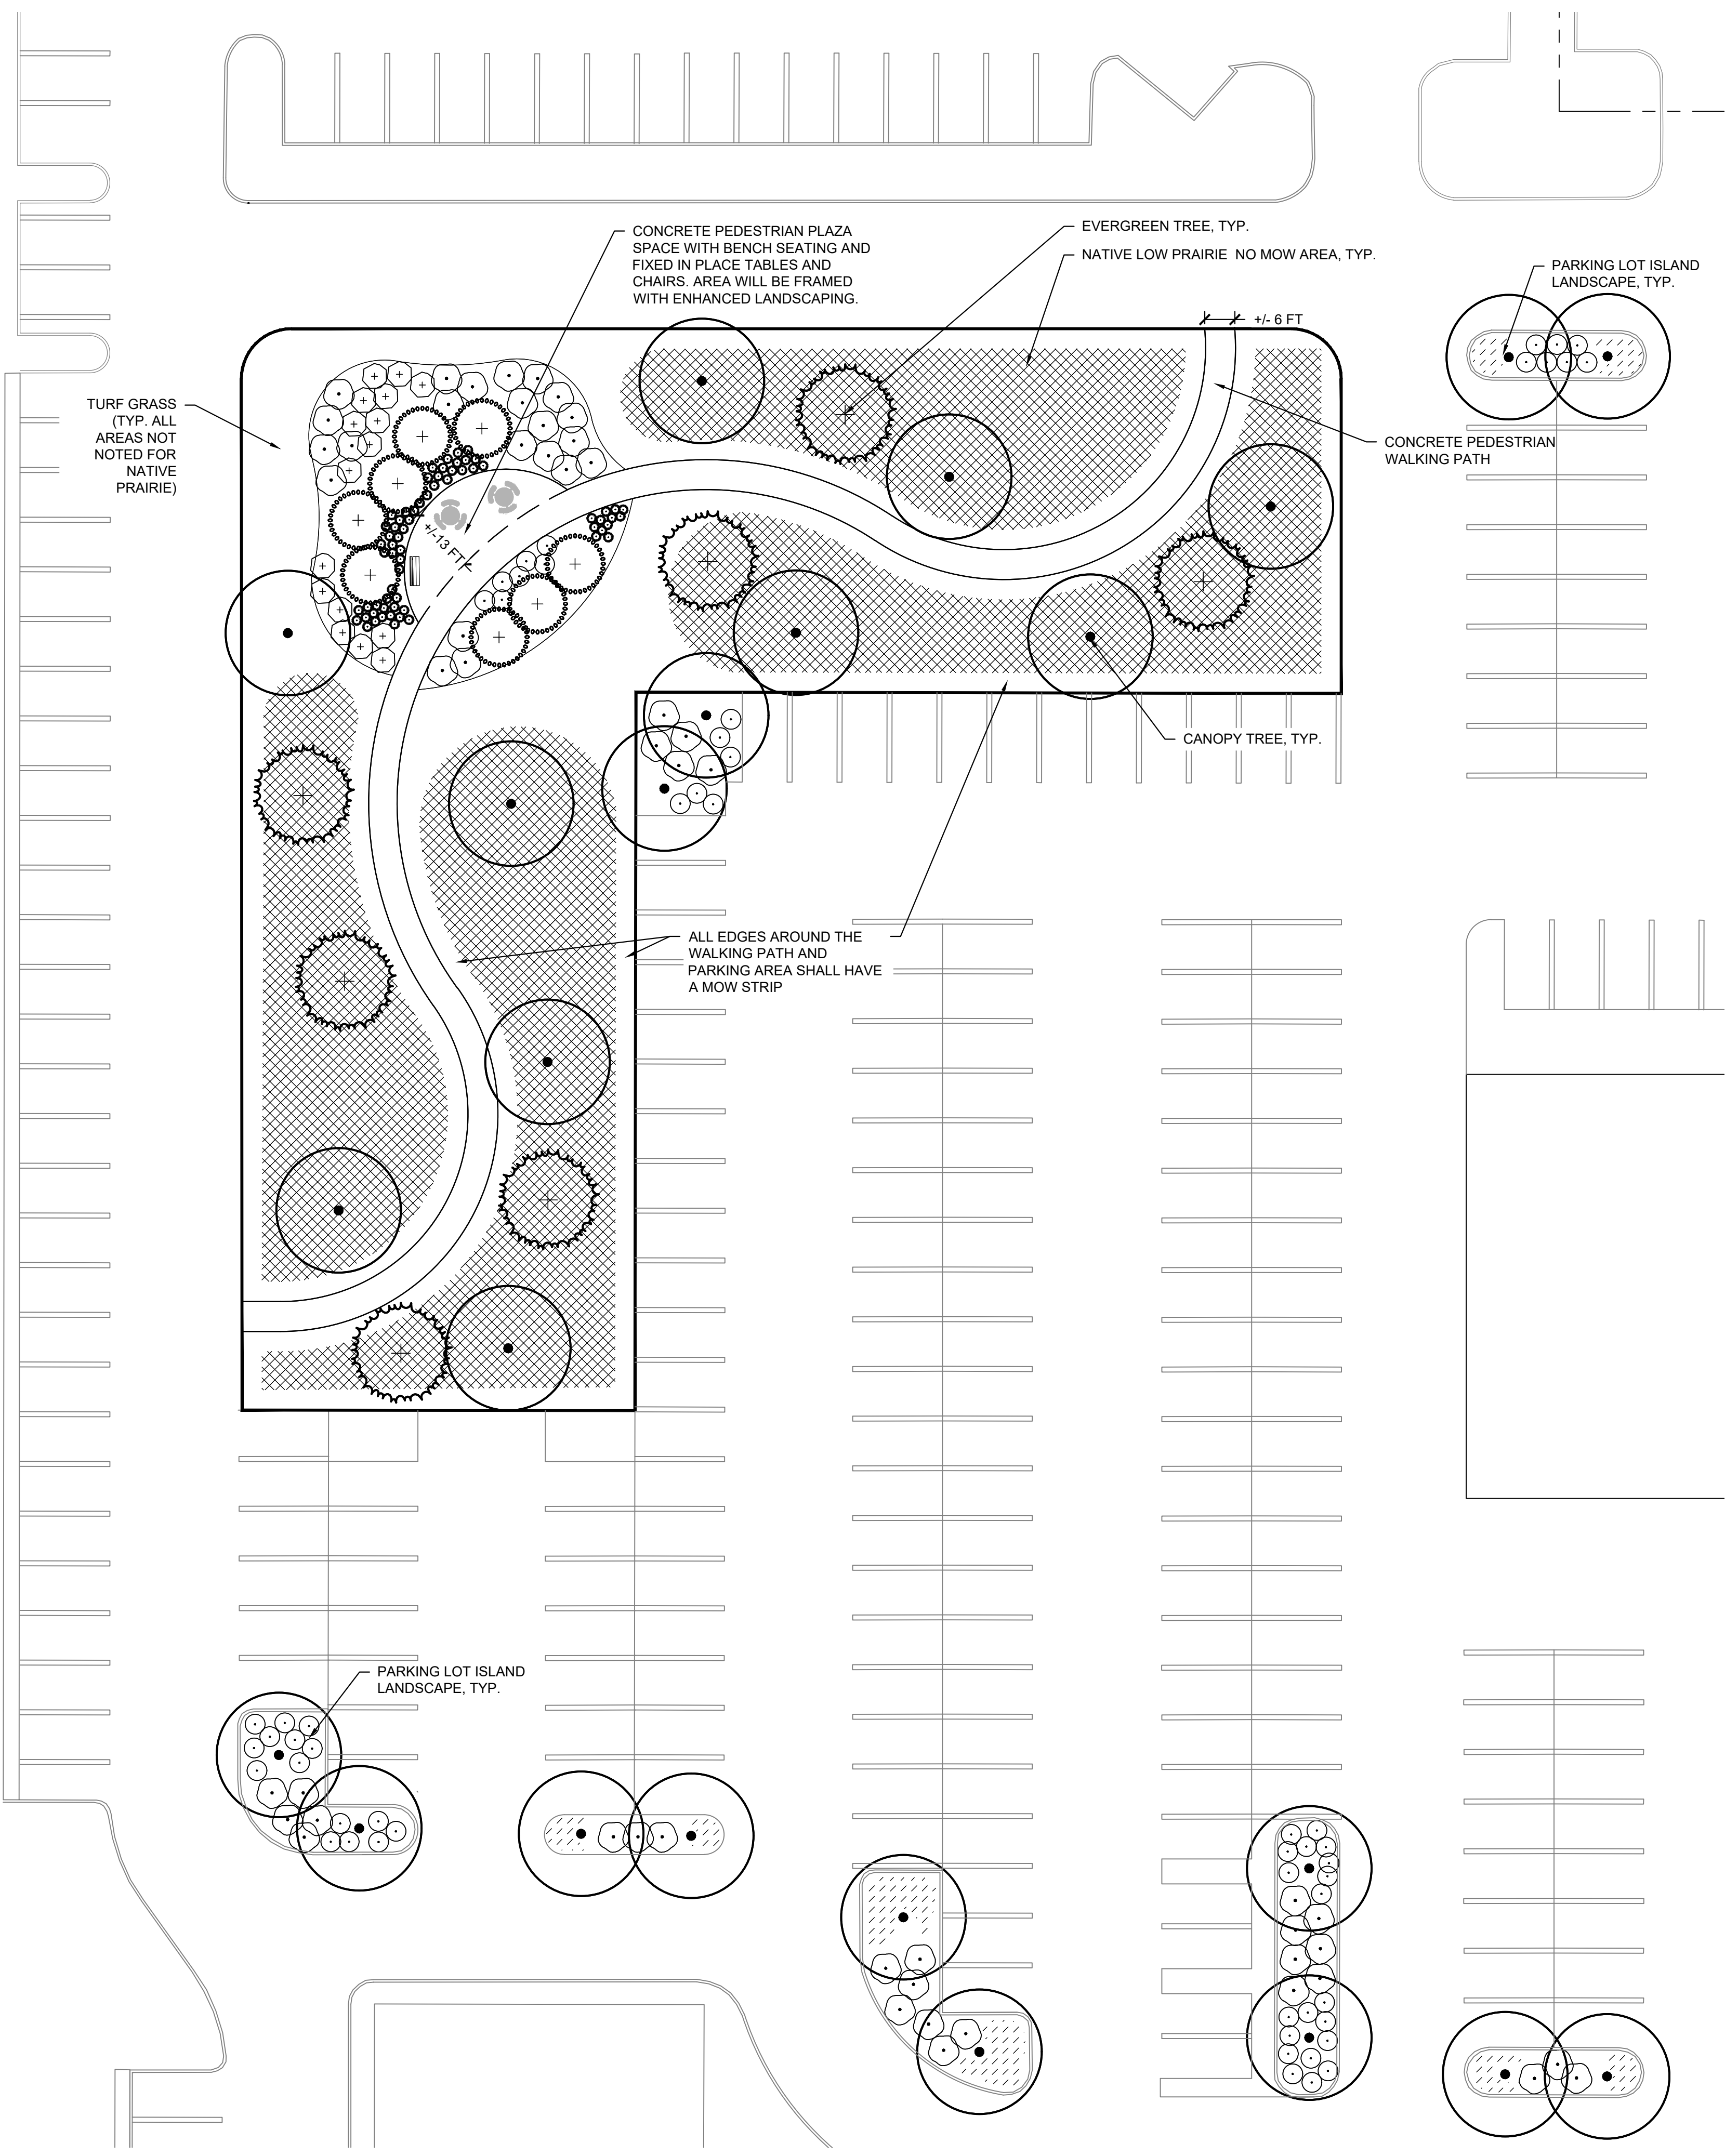 CONCRETE PEDESTRIAN PLAZA
SPACE WITH BENCH SEATING AND
FIXED IN PLACE TABLES AND
CHAIRS. AREA WILL BE FRAMED
WITH ENHANCED LANDSCAPING.
EVERGREEN TREE, TYP.
NATIVE LOW PRAIRIE NO MOW AREA, TYP.
PARKING LOT ISLAND
LANDSCAPE, TYP.
+/- 6 FT
TURF GRASS
(TYP. ALL
AREAS NOT
NOTED FOR
NATIVE
PRAIRIE)
CONCRETE PEDESTRIAN
WALKING PATH
+/-13 FT
CANOPY TREE, TYP.
ALL EDGES AROUND THE
WALKING PATH AND
PARKING AREA SHALL HAVE
A MOW STRIP
PARKING LOT ISLAND
LANDSCAPE, TYP.